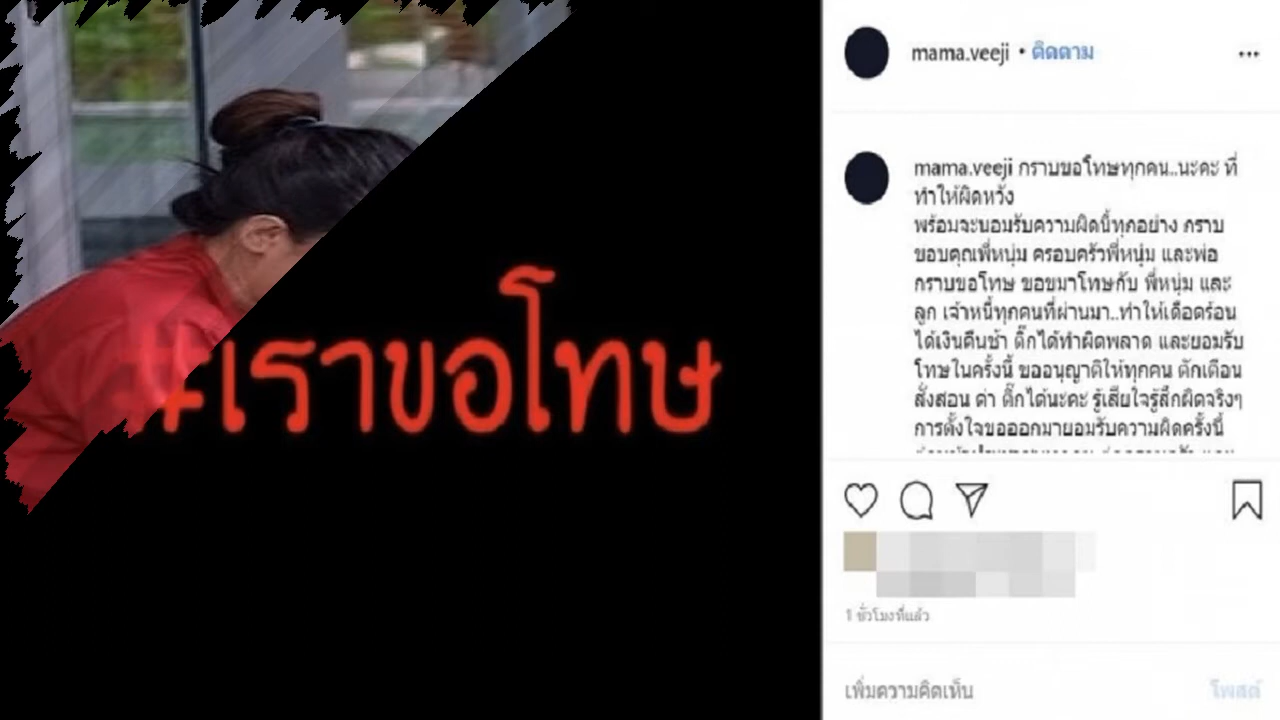 #เราขอโทษ
mama.veeji • ติดตาม
mama.veeji กราบขอโทษทุกคน..นะคะ ที่
ทำให้ผิดหวัง
พร้อมจะนอมรับความผิดนี้ทุกอย่าง กราบ
ขอบคุณพี่หนุ่ม ครอบครัวพี่หนุ่ม และพ่อ
กราบขอโทษ ขอขมาโทษกับ พี่หนุ่ม และ
ลูก เจ้าหนี้ทุกคนที่ผ่านมา..ทำให้เดือดร้อน
ได้เงินคืนช้า ติ๊กได้ทำผิดพลาด และยอมรับ
โทษในครั้งนี้ ขออนุญาติให้ทุกคน ตักเตือน
สั่งสอน ด่า ติ๊กได้นะคะ รู้เสียใจรู้สึกผิดจริงๆ
การตั้งใจขอออกมายอมรับความผิดครั้งนี้
1 ชั่วโมงที่แล้ว
เพิ่มความคิดเห็น
โพสต์